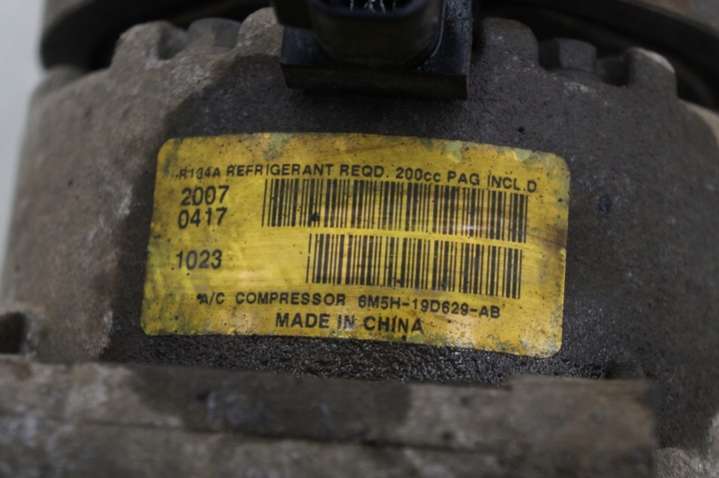 R134A REFRIGERANT REQD. 200cc PAG INCL.D
2007
0417
1023
A/C COMPRESSOR 6M5H-19D629-AB
MADE IN CHINA